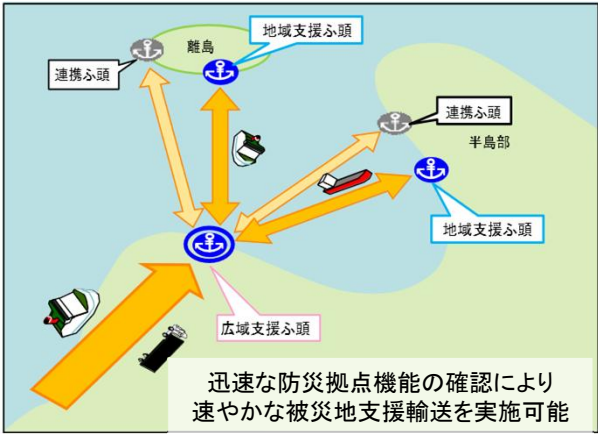 地域支援ふ頭
離島
連携ふ頭
連携ふ頭
半島部
地域支援ふ頭
広域支援ふ頭
迅速な防災拠点機能の確認により
速やかな被災地支援輸送を実施可能